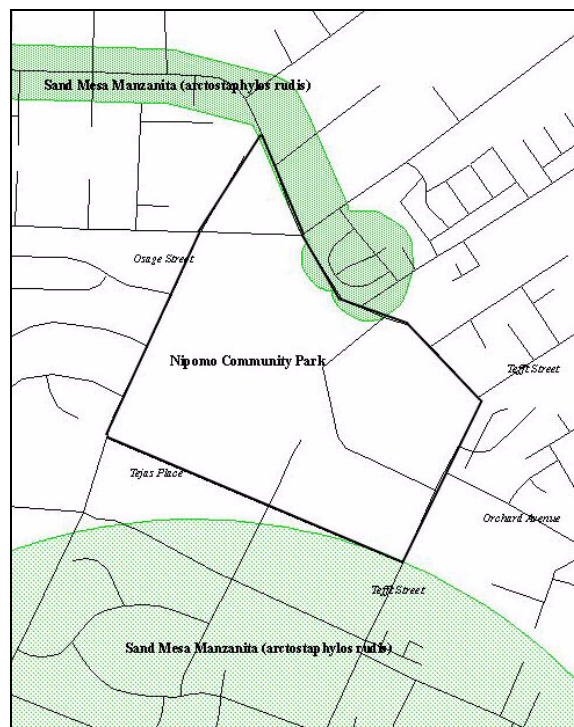 Sand Mesa Manzanita (arctostaphylos rudis)
Osage Street
Nipomo Community Park
Tefft Street
Tejas Place
Orchard Avenue
Tefft Street
Sand Mesa Manzanita (arctostaphylos rudis)